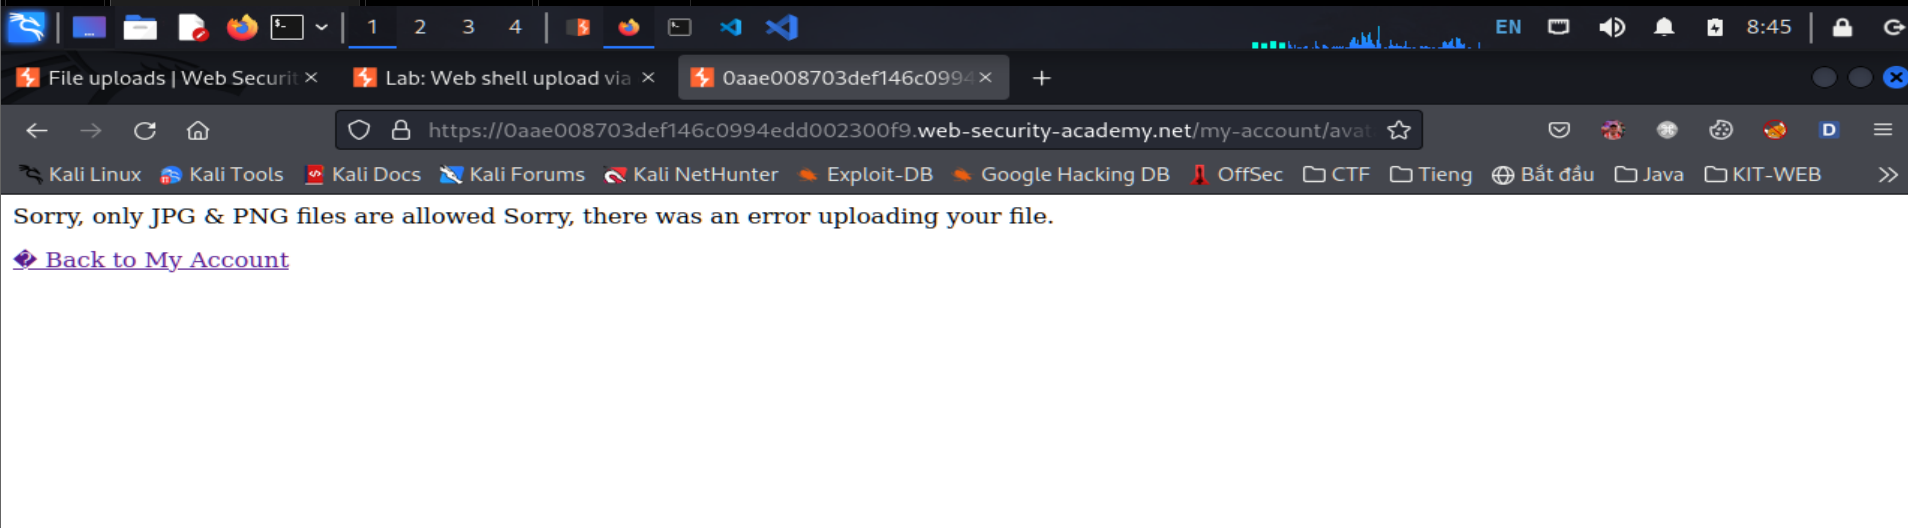 1 2 3 4 EN 8:45
File uploads | Web Securit Lab: Web shell upload via 0aae008703def146c0994
https://0aae008703def146c0994edd002300f9.web-security-academy.net/my-account/avat D
Kali Linux Kali Tools Kali Docs Kali Forums Kali NetHunter Exploit-DB Google Hacking DB OffSec CTF Tieng Bắt đầu Java KIT-WEB
Sorry, only JPG & PNG files are allowed Sorry, there was an error uploading your file.
� Back to My Account